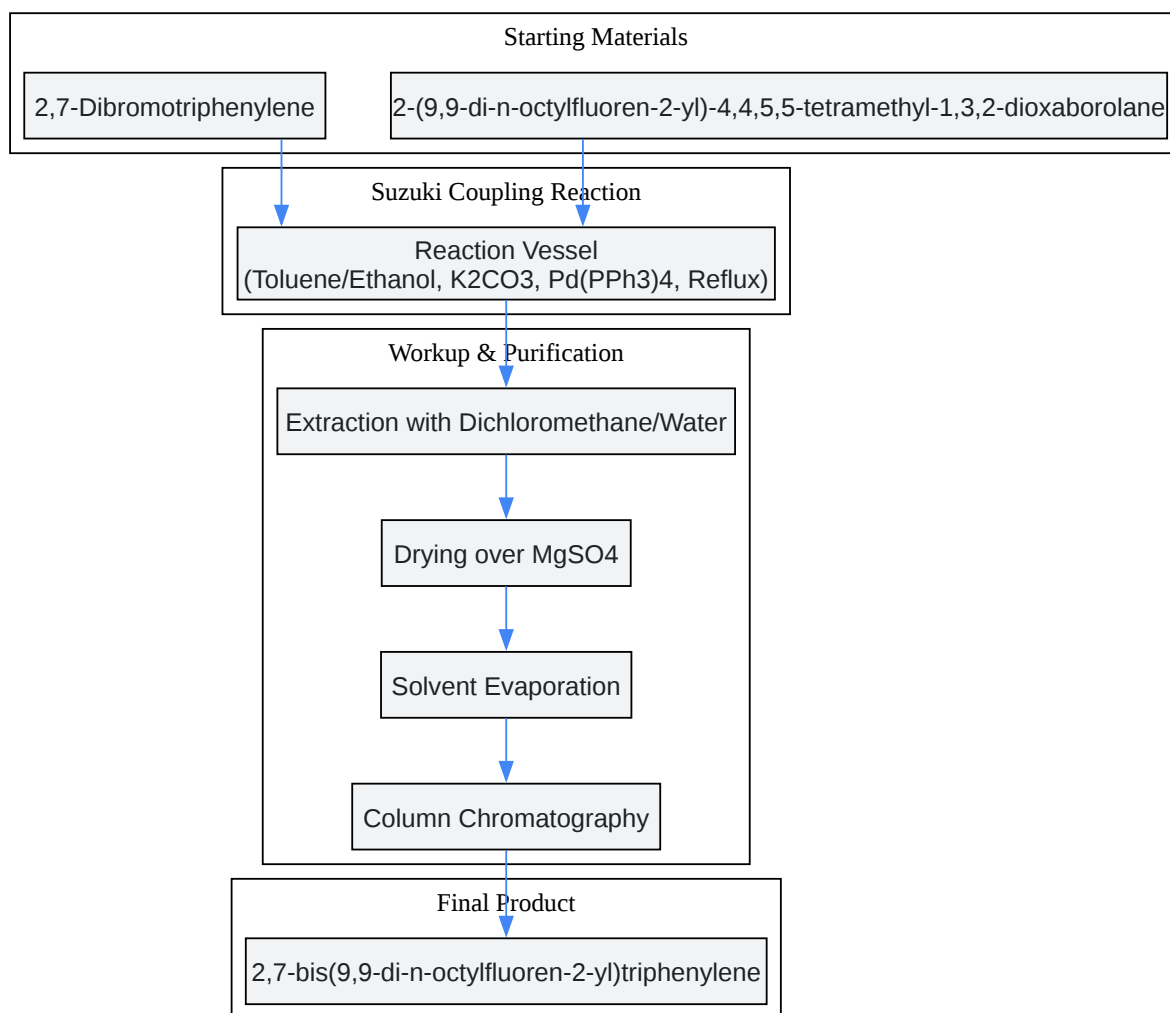 Starting Materials
2,7-Dibromotriphenylene
2-(9,9-di-n-octylfluoren-2-yl)-4,4,5,5-tetramethyl-1,3,2-dioxaborolane
Suzuki Coupling Reaction
Reaction Vessel
(Toluene/Ethanol, K2CO3, Pd(PPh3)4, Reflux)
Workup & Purification
Extraction with Dichloromethane/Water
Drying over MgSO4
Solvent Evaporation
Column Chromatography
Final Product
2,7-bis(9,9-di-n-octylfluoren-2-yl)triphenylene